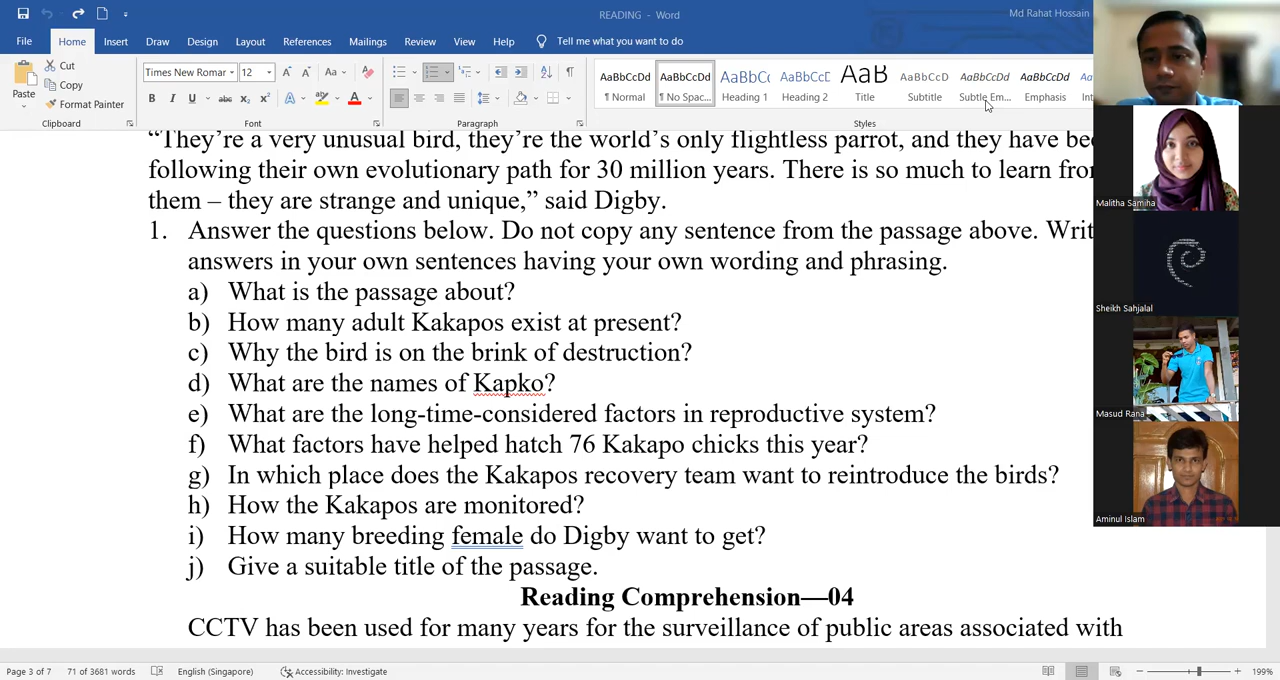 READING - Word
Md Rahat Hossain
File Home Insert Draw Design Layout References Mailings Review View Help Tell me what you want to do
Paste
Cut
Copy
Format Painter
Clipboard
Times New Romar 12
Font
Paragraph
AaBbCcDd AaBbCcDd AaBbCc AaBbCcE AaB AaBbCcD AaBbCcDd AaBbCcDd
¶ Normal ¶ No Spac... Heading 1 Heading 2 Title Subtitle Subtle Em... Emphasis
Styles
“They’re a very unusual bird, they’re the world’s only flightless parrot, and they have
following their own evolutionary path for 30 million years. There is so much to learn
them – they are strange and unique,” said Digby.
1. Answer the questions below. Do not copy any sentence from the passage above. Writ
answers in your own sentences having your own wording and phrasing.
a) What is the passage about?
b) How many adult Kakapos exist at present?
c) Why the bird is on the brink of destruction?
d) What are the names of Kapko?
e) What are the long-time-considered factors in reproductive system?
f) What factors have helped hatch 76 Kakapo chicks this year?
g) In which place does the Kakapos recovery team want to reintroduce the birds?
h) How the Kakapos are monitored?
i) How many breeding female do Digby want to get?
j) Give a suitable title of the passage.
Reading Comprehension—04
CCTV has been used for many years for the surveillance of public areas associated with
Malitha Samiha
Sheikh Sahjalal
Masud Rana
Aminul Islam
Page 3 of 7 71 of 3681 words English (Singapore) Accessibility: Investigate 199%